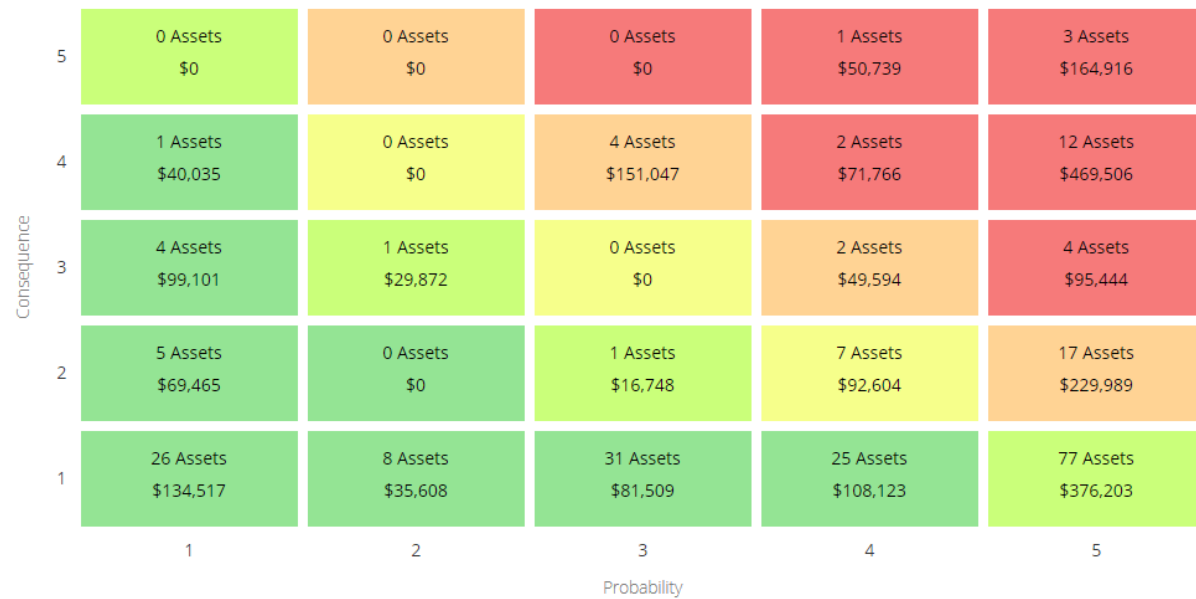 5
0 Assets
$0
0 Assets
$0
0 Assets
$0
1 Assets
$50,739
3 Assets
$164,916
4
1 Assets
$40,035
0 Assets
$0
4 Assets
$151,047
2 Assets
$71,766
12 Assets
$469,506
Consequence
3
4 Assets
$99,101
1 Assets
$29,872
0 Assets
$0
2 Assets
$49,594
4 Assets
$95,444
2
5 Assets
$69,465
0 Assets
$0
1 Assets
$16,748
7 Assets
$92,604
17 Assets
$229,989
1
26 Assets
$134,517
8 Assets
$35,608
31 Assets
$81,509
25 Assets
$108,123
77 Assets
$376,203
1
2
3
4
5
Probability